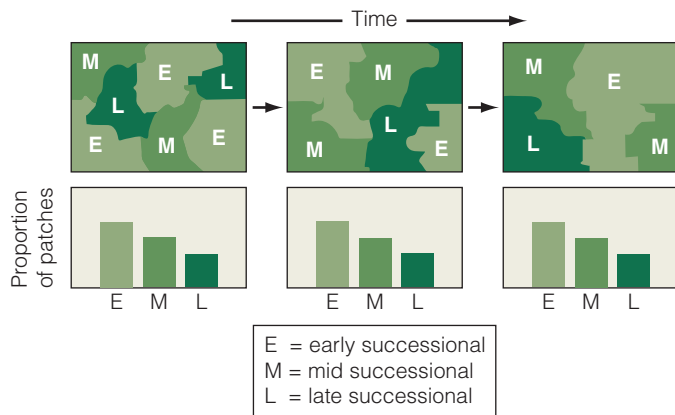 Time
M
E
L
L
E
M
E
E
M
L
M
E
M
E
L
M
Proportion
of patches
E M L
E M L
E M L
E = early successional
M = mid successional
L = late successional